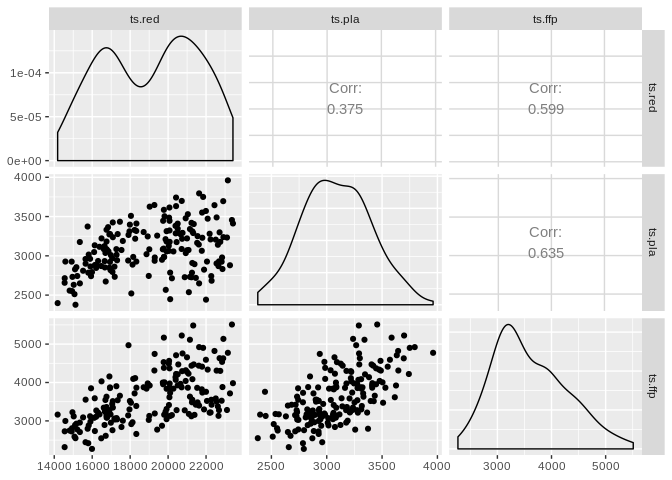 ts.red
ts.pla
ts.ffp
1e-04
5e-05
0e+00
Corr:
0.375
Corr:
0.599
ts.red
4000
3500
3000
2500
Corr:
0.635
ts.pla
5000
4000
3000
ts.ffp
14000 16000 18000 20000 22000
2500 3000 3500 4000
3000 4000 5000